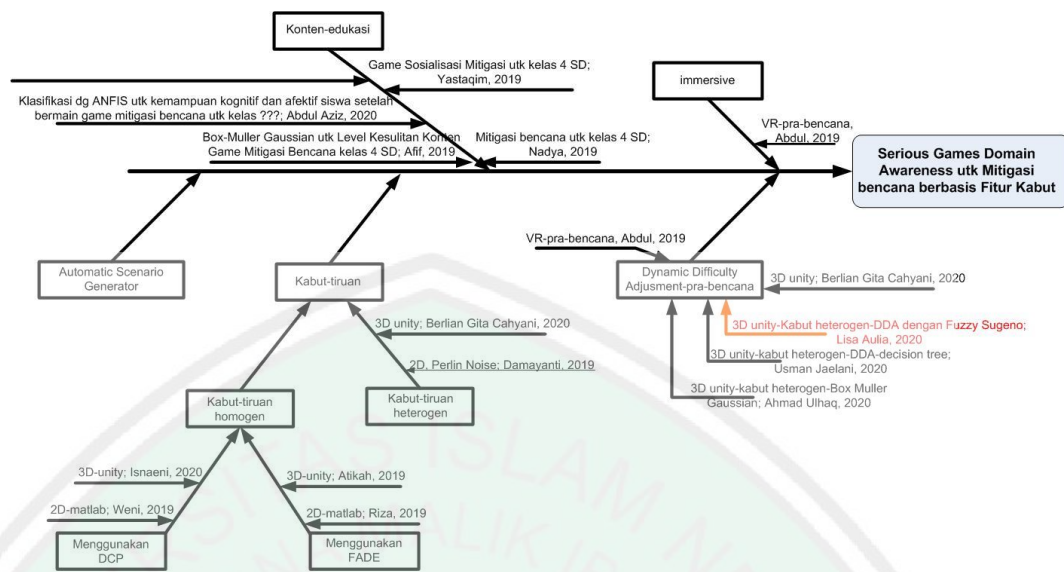 Konten-edukasi
Game Sosialisasi Mitigasi utk kelas 4 SD;
Yastaqim, 2019
immersive
Klasifikasi dg ANFIS utk kemampuan kognitif dan afektif siswa setelah
bermain game mitigasi bencana utk kelas ???; Abdul Aziz, 2020
VR-pra-bencana,
Abdul, 2019
Box-Muller Gaussian utk Level Kesulitan Konten
Game Mitigasi Bencana kelas 4 SD; Afif, 2019
Mitigasi bencana utk kelas 4 SD;
Nadya, 2019
Serious Games Domain
Awareness utk Mitigasi
bencana berbasis Fitur Kabut
VR-pra-bencana, Abdul, 2019
Automatic Scenario
Generator
Kabut-tiruan
Dynamic Difficulty
Adjusment-pra-bencana
3D unity; Berlian Gita Cahyani, 2020
3D unity; Berlian Gita Cahyani, 2020
3D unity-Kabut heterogen-DDA dengan Fuzzy Sugeno;
Lisa Aulia, 2020
2D, Perlin Noise; Damayanti, 2019
3D unity-kabut heterogen-DDA-decision tree;
Usman Jaelani, 2020
3D unity-kabut heterogen-Box Muller
Gaussian; Ahmad Ulhaq, 2020
Kabut-tiruan
homogen
Kabut-tiruan
heterogen
3D-unity; Isnaeni, 2020
3D-unity; Atikah, 2019
2D-matlab; Weni, 2019
2D-matlab; Riza, 2019
Menggunakan
DCP
Menggunakan
FADE